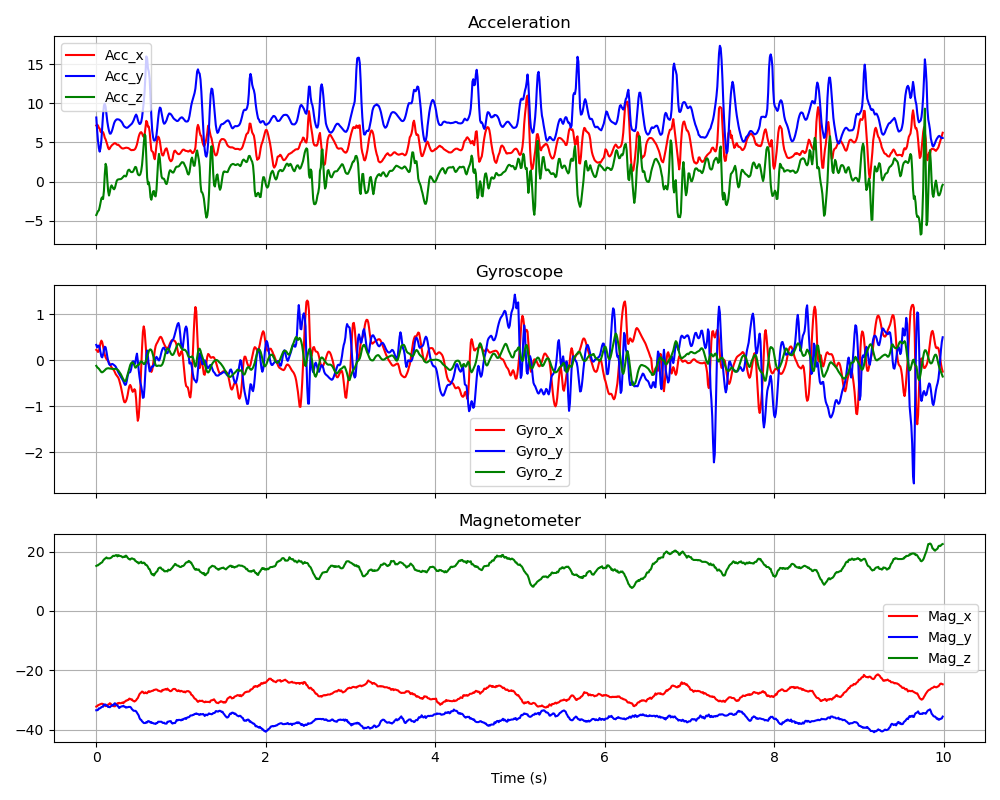 Acceleration
Acc_x
Acc_y
Acc_z
15
10
5
0
−5
Gyroscope
1
0
−1
−2
Gyro_x
Gyro_y
Gyro_z
Magnetometer
20
0
−20
−40
Mag_x
Mag_y
Mag_z
0 2 4 6 8 10
Time (s)